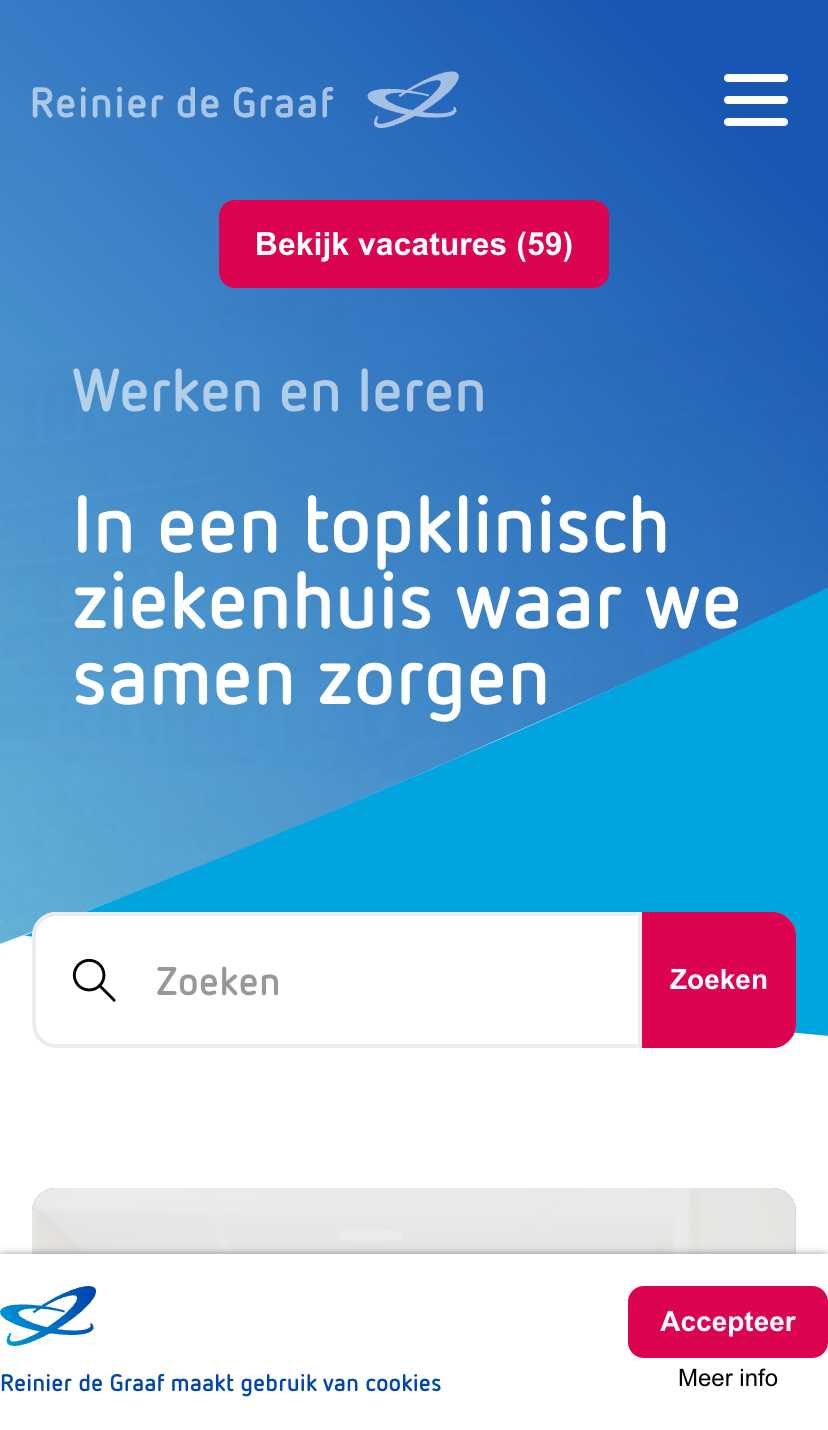 Reinier de Graaf
Bekijk vacatures (59)
Werken en leren
In een topklinisch
ziekenhuis waar we
samen zorgen
Zoeken
Zoeken
Accepteer
Reinier de Graaf maakt gebruik van cookies
Meer info